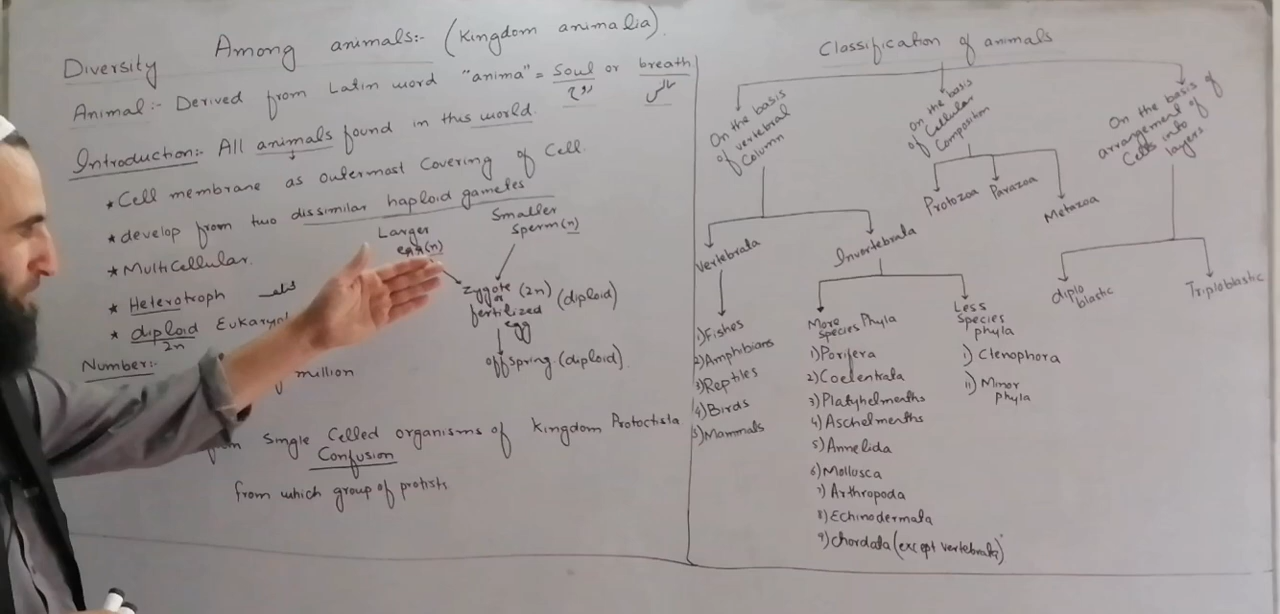 Diversity Among animals:- (Kingdom animalia)
Animal:- Derived from Latin word "anima" = Soul or breath
روح سانس
Introduction:- All animals found in this world.
* Cell membrane as outermost Covering of Cell.
* develop from two dissimilar haploid gametes
Larger
egg(n)
Smaller
Sperm(n)
* MultiCellular.
* Heterotroph
Zygote (2n) (diploid)
or
fertilized
egg
* diploid
2n
offspring (diploid).
Number:-
million
Single Celled organisms of Kingdom Protoctista
Confusion
from which group of protists
Classification of animals
On the basis
of vertebral
Column
Vertebrata
1) Fishes
2) Amphibians
3) Reptiles
4) Birds
5) Mammals
Invertebrata
More
Species Phyla
1) Porifera
2) Coelentrata
3) Platyhelmenths
4) Aschelmenths
5) Annelida
6) Mollusca
7) Arthropoda
8) Echinodermata
9) Chordata (except vertebrata)
Less
Species
phyla
i) Ctenophora
ii) Minor
phyla
On the basis
of Cellular
Composition
Protozoa
Parazoa
Metazoa
On the basis of
arrangement of
Cells into
layers
diplo
blastic
Triploblastic